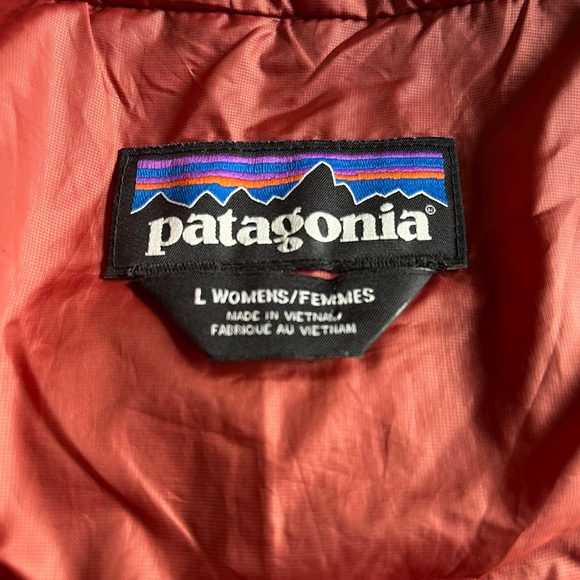 patagonia®
L WOMENS/FEMMES
MADE IN VIETNAM
FABRIQUÉ AU VIETNAM